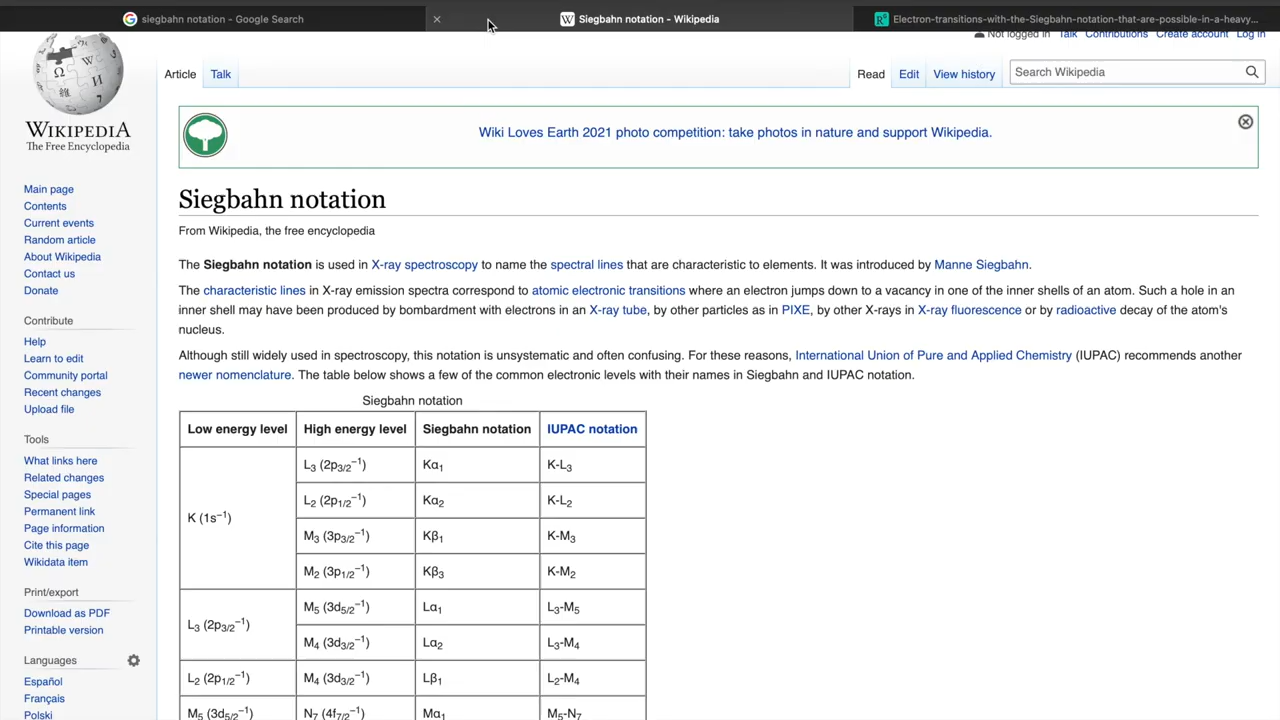 siegbahn notation - Google Search
Siegbahn notation - Wikipedia
Electron-transitions-with-the-Siegbahn-notation-that-are-possible-in-a-heavy...
Not logged in Talk Contributions Create account Log in
Article Talk
Read Edit View history
Search Wikipedia
WIKIPEDIA
The Free Encyclopedia
Wiki Loves Earth 2021 photo competition: take photos in nature and support Wikipedia.
Main page
Contents
Current events
Random article
About Wikipedia
Contact us
Donate
Contribute
Help
Learn to edit
Community portal
Recent changes
Upload file
Tools
What links here
Related changes
Special pages
Permanent link
Page information
Cite this page
Wikidata item
Print/export
Download as PDF
Printable version
Languages
Español
Français
Polski
Siegbahn notation
From Wikipedia, the free encyclopedia
The Siegbahn notation is used in X-ray spectroscopy to name the spectral lines that are characteristic to elements. It was introduced by Manne Siegbahn.
The characteristic lines in X-ray emission spectra correspond to atomic electronic transitions where an electron jumps down to a vacancy in one of the inner shells of an atom. Such a hole in an
inner shell may have been produced by bombardment with electrons in an X-ray tube, by other particles as in PIXE, by other X-rays in X-ray fluorescence or by radioactive decay of the atom's
nucleus.
Although still widely used in spectroscopy, this notation is unsystematic and often confusing. For these reasons, International Union of Pure and Applied Chemistry (IUPAC) recommends another
newer nomenclature. The table below shows a few of the common electronic levels with their names in Siegbahn and IUPAC notation.
Siegbahn notation
Low energy level High energy level Siegbahn notation IUPAC notation
K (1s⁻¹) L₃ (2p₃/₂⁻¹) Kα₁ K-L₃
L₂ (2p₁/₂⁻¹) Kα₂ K-L₂
M₃ (3p₃/₂⁻¹) Kβ₁ K-M₃
M₂ (3p₁/₂⁻¹) Kβ₃ K-M₂
L₃ (2p₃/₂⁻¹) M₅ (3d₅/₂⁻¹) Lα₁ L₃-M₅
M₄ (3d₃/₂⁻¹) Lα₂ L₃-M₄
L₂ (2p₁/₂⁻¹) M₄ (3d₃/₂⁻¹) Lβ₁ L₂-M₄
M₅ (3d₅/₂⁻¹) N₇ (4f₇/₂⁻¹) Mα₁ M₅-N₇